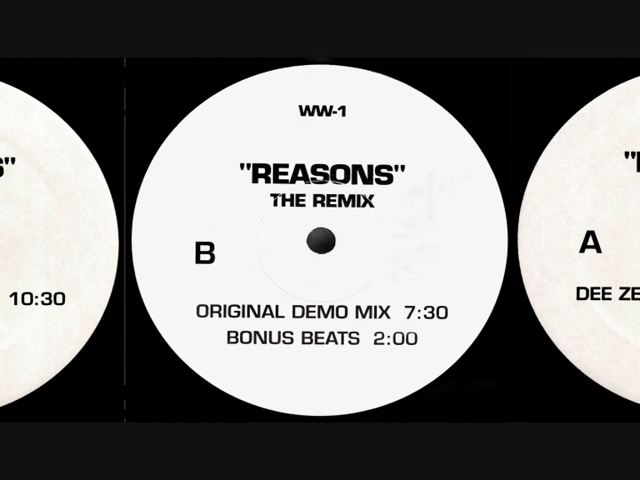 S"
10:30
WW-1
"REASONS"
THE REMIX
B
ORIGINAL DEMO MIX 7:30
BONUS BEATS 2:00
A
DEE ZE